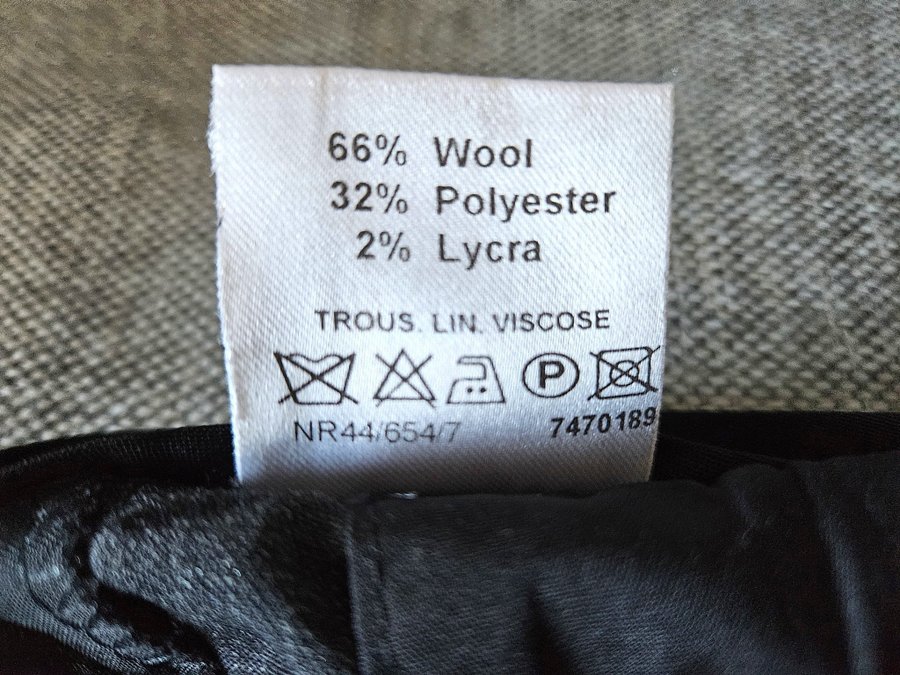 66% Wool
32% Polyester
2% Lycra
TROUS. LIN. VISCOSE
P
NR44/654/7 7470189